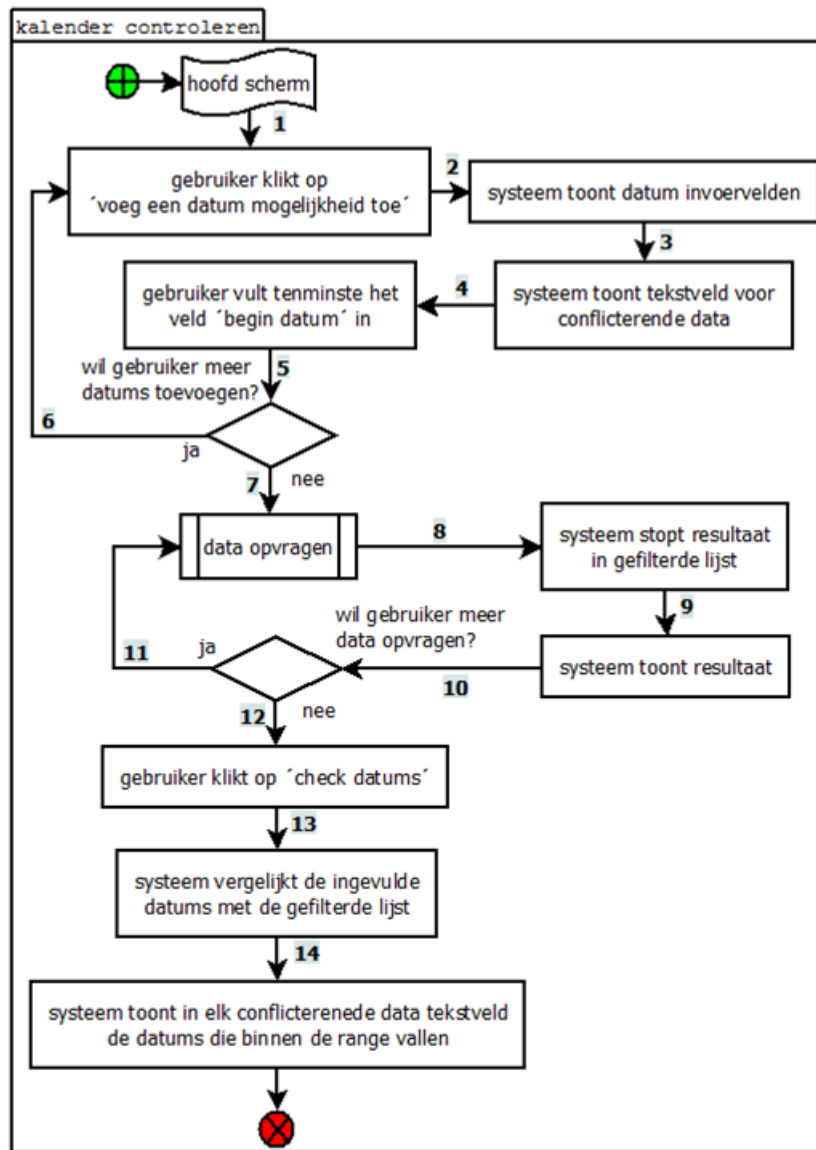 kalender controleren
hoofd scherm
1
gebruiker klikt op
´voeg een datum mogelijkheid toe´
2
systeem toont datum invoervelden
3
systeem toont tekstveld voor
conflicterende data
4
gebruiker vult tenminste het
veld ´begin datum´ in
5
wil gebruiker meer
datums toevoegen?
6
ja
7
nee
data opvragen
8
systeem stopt resultaat
in gefilterde lijst
9
systeem toont resultaat
10
wil gebruiker meer
data opvragen?
ja
11
12
nee
gebruiker klikt op ´check datums´
13
systeem vergelijkt de ingevulde
datums met de gefilterde lijst
14
systeem toont in elk conflicterenede data tekstveld
de datums die binnen de range vallen